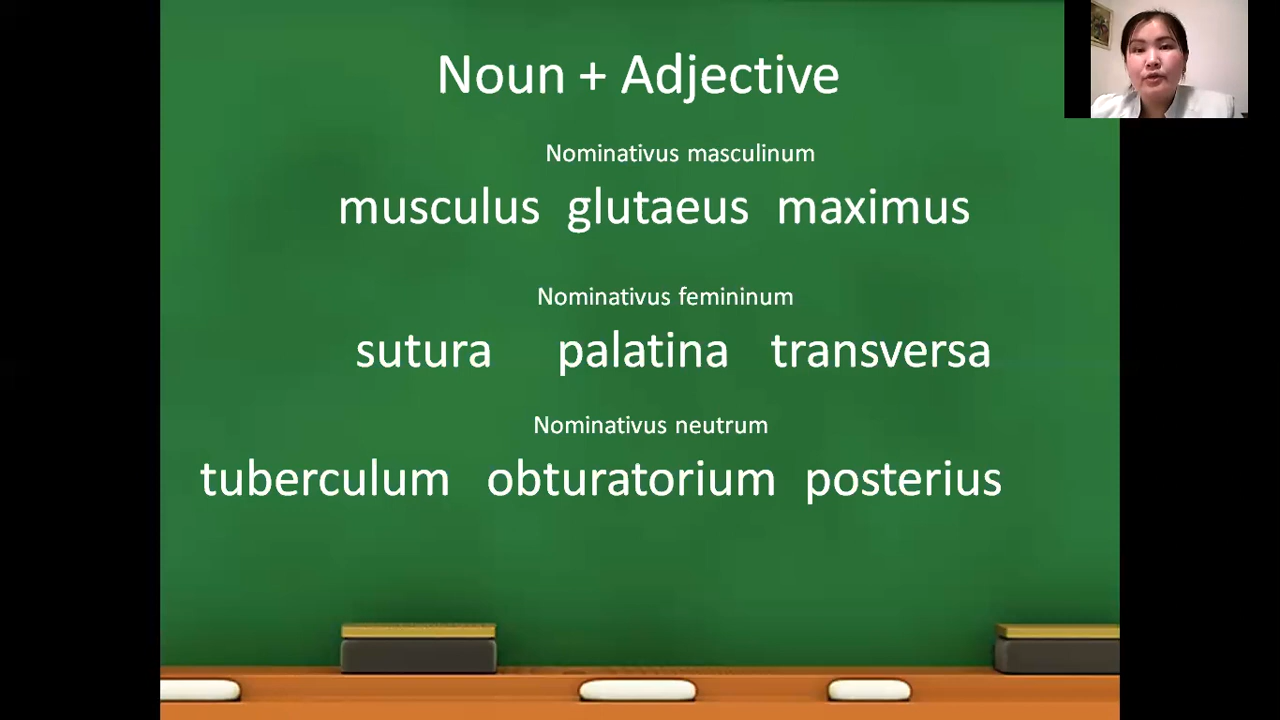 Noun + Adjective
Nominativus masculinum
musculus glutaeus maximus
Nominativus femininum
sutura palatina transversa
Nominativus neutrum
tuberculum obturatorium posterius